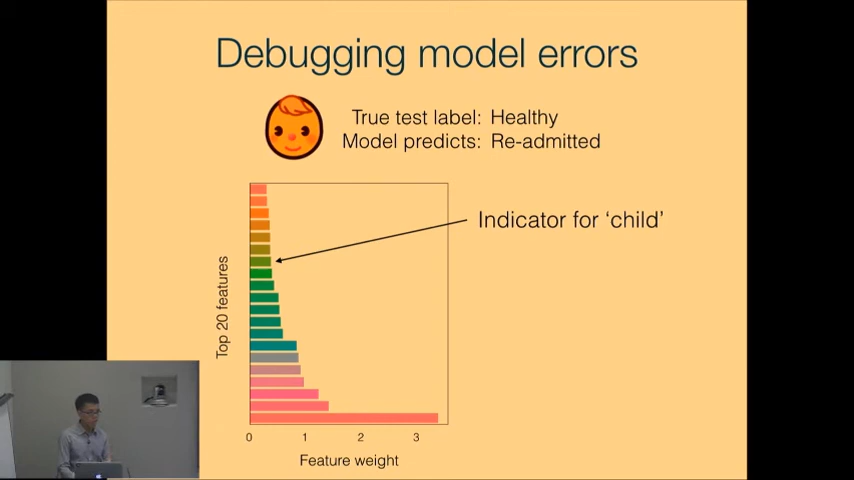 Debugging model errors
True test label: Healthy
Model predicts: Re-admitted
Indicator for ‘child’
Top 20 features
0 1 2 3
Feature weight